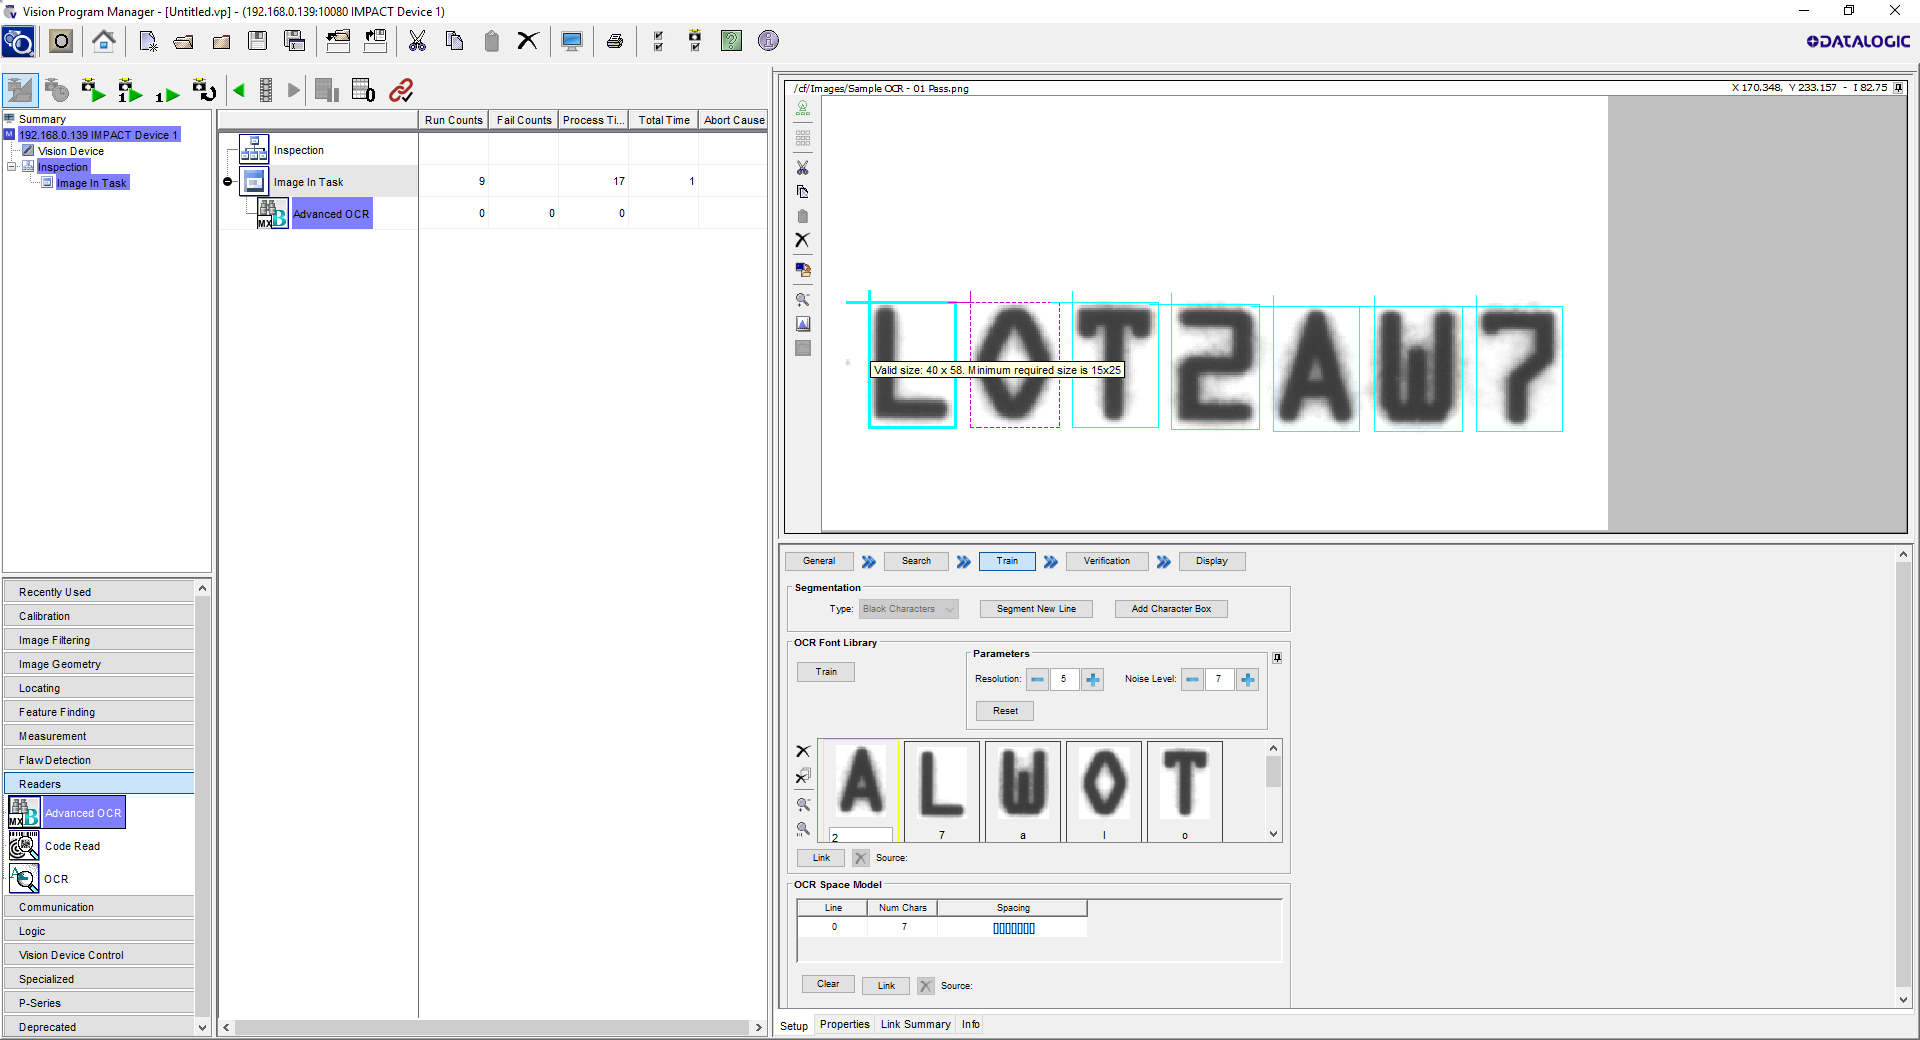 Vision Program Manager - [Untitled.vp] - (192.168.0.139:10080 IMPACT Device 1)
DATALOGIC
Summary
192.168.0.139 IMPACT Device 1
Vision Device
Inspection
Image In Task
Run Counts Fail Counts Process Ti... Total Time Abort Cause
Inspection
Image In Task 9 17 1
Advanced OCR 0 0 0
/cf/Images/Sample OCR - 01 Pass.png X 170.348, Y 233.157 - I 82.75
LOT2AW7
Valid size: 40 x 58. Minimum required size is 15x25
Recently Used
Calibration
Image Filtering
Image Geometry
Locating
Feature Finding
Measurement
Flaw Detection
Readers
Advanced OCR
Code Read
OCR
Communication
Logic
Vision Device Control
Specialized
P-Series
Deprecated
General Search Train Verification Display
Segmentation
Type: Black Characters Segment New Line Add Character Box
OCR Font Library
Train
Parameters
Resolution: 5 Noise Level: 7
Reset
A L W O T
2 7 a l o
Link Source:
OCR Space Model
Line Num Chars Spacing
0 7 [][][][][][][]
Clear Link Source:
Setup Properties Link Summary Info